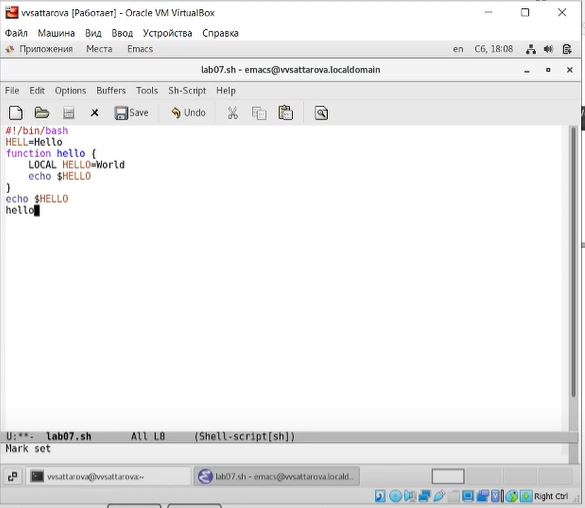 vvsattarova [Работает] - Oracle VM VirtualBox
Файл Машина Вид Ввод Устройства Справка
Приложения Места Emacs en Сб, 18:08
lab07.sh - emacs@vvsattarova.localdomain
File Edit Options Buffers Tools Sh-Script Help
Save Undo
#!/bin/bash
HELL=Hello
function hello {
LOCAL HELLO=World
echo $HELLO
}
echo $HELLO
hello
U:**- lab07.sh All L8 (Shell-script[sh])
Mark set
vvsattarova@vvsattarova:~ lab07.sh - emacs@vvsattarova.locald...
Right Ctrl